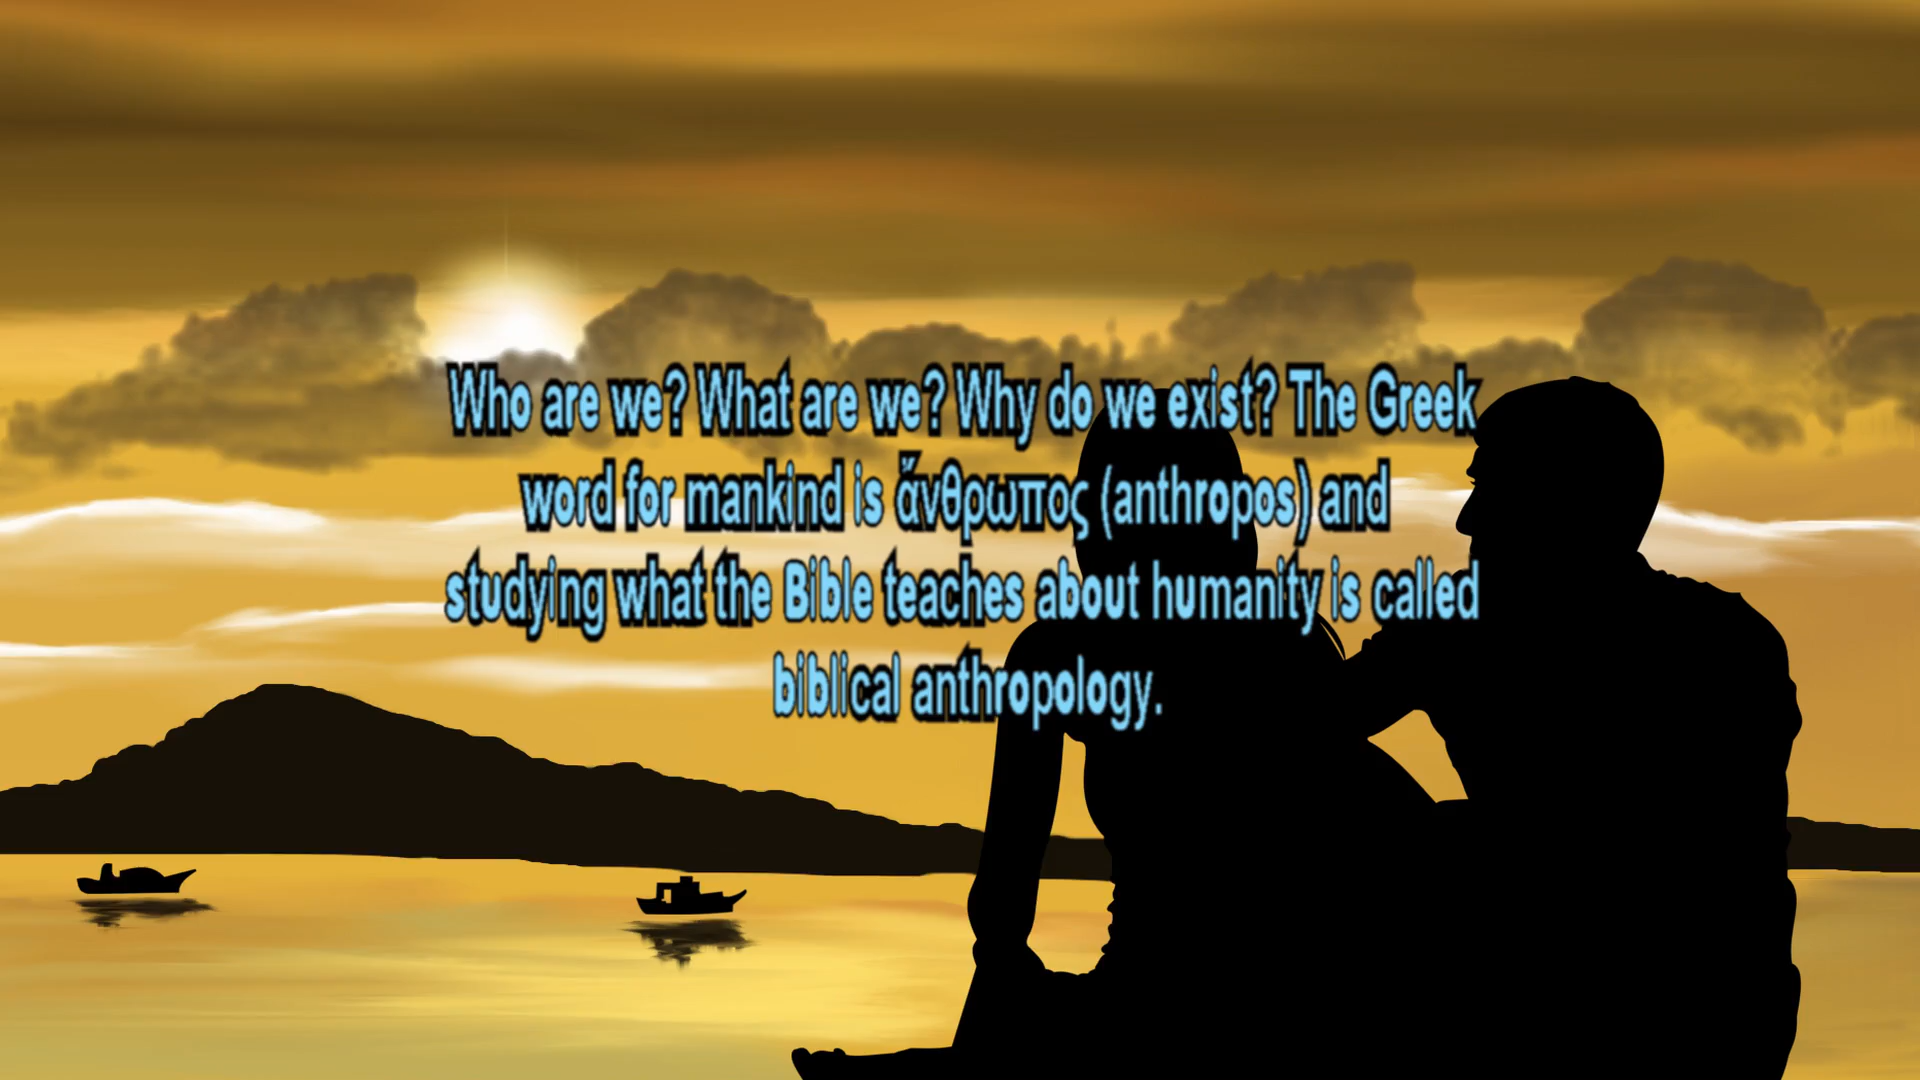 Who are we? What are we? Why do we exist? The Greek
word for mankind is ἄνθρωπος (anthropos) and
studying what the Bible teaches about humanity is called
biblical anthropology.